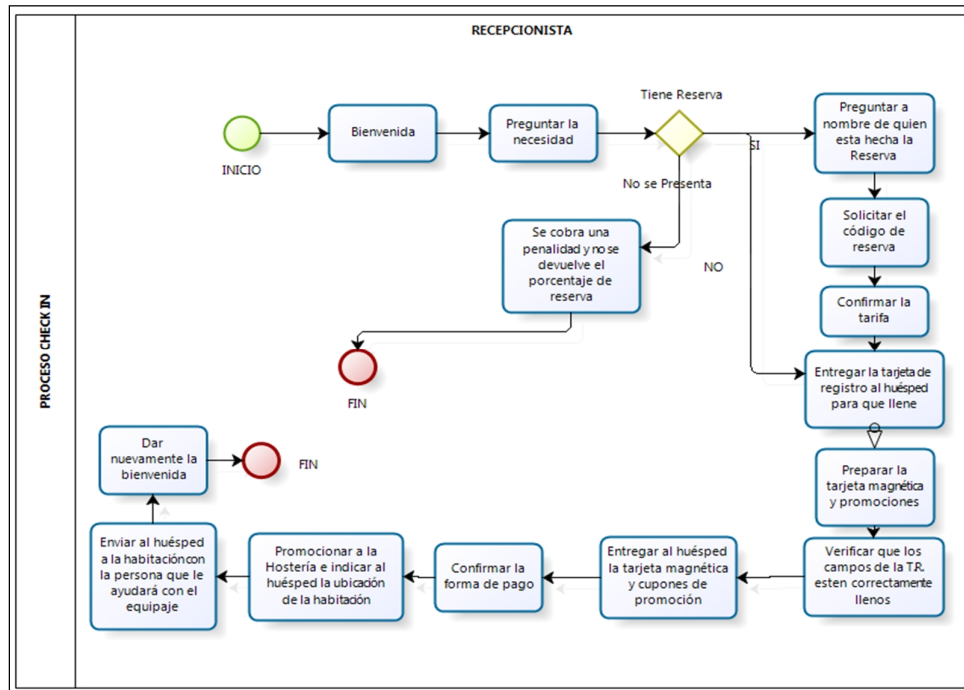 RECEPCIONISTA
PROCESO CHECK IN
INICIO
Bienvenida
Preguntar la
necesidad
Tiene Reserva
SI
No se Presenta
NO
Preguntar a
nombre de quien
esta hecha la
Reserva
Solicitar el
código de
reserva
Confirmar la
tarifa
Se cobra una
penalidad y no se
devuelve el
porcentaje de
reserva
FIN
Entregar la tarjeta de
registro al huésped
para que llene
Preparar la
tarjeta magnética
y promociones
Verificar que los
campos de la T.R.
esten correctamente
llenos
Entregar al huésped
la tarjeta magnética
y cupones de
promoción
Confirmar la
forma de pago
Promocionar a la
Hostería e indicar al
huésped la ubicación
de la habitación
Enviar al huésped
a la habitación con
la persona que le
ayudará con el
equipaje
Dar
nuevamente la
bienvenida
FIN